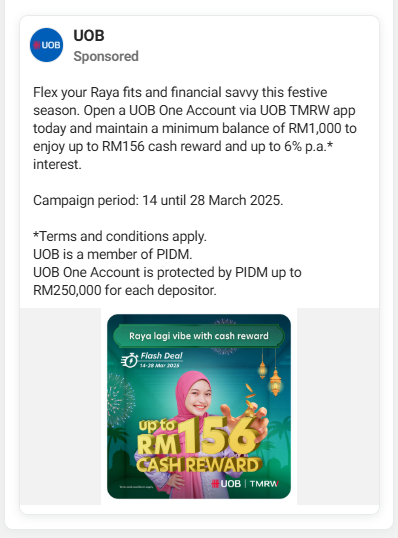 UOB
UOB
Sponsored
Flex your Raya fits and financial savvy this festive
season. Open a UOB One Account via UOB TMRW app
today and maintain a minimum balance of RM1,000 to
enjoy up to RM156 cash reward and up to 6% p.a.*
interest.
Campaign period: 14 until 28 March 2025.
*Terms and conditions apply.
UOB is a member of PIDM.
UOB One Account is protected by PIDM up to
RM250,000 for each depositor.
Raya lagi vibe with cash reward
Flash Deal
14-28 Mar 2025
up to
RM156
CASH REWARD
Terms and conditions apply.
UOB | TMRW